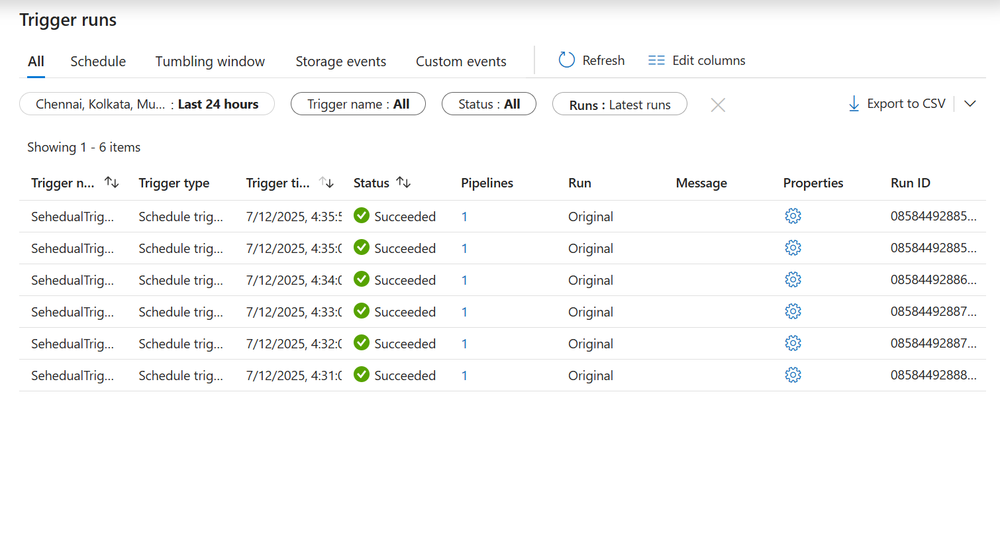 Trigger runs
All Schedule Tumbling window Storage events Custom events Refresh Edit columns
Chennai, Kolkata, Mu... : Last 24 hours Trigger name : All Status : All Runs : Latest runs Export to CSV
Showing 1 - 6 items
Trigger n... Trigger type Trigger ti... Status Pipelines Run Message Properties Run ID
SehedualTrig... Schedule trig... 7/12/2025, 4:35:5 Succeeded 1 Original 08584492885...
SehedualTrig... Schedule trig... 7/12/2025, 4:35:0 Succeeded 1 Original 08584492885...
SehedualTrig... Schedule trig... 7/12/2025, 4:34:0 Succeeded 1 Original 08584492886...
SehedualTrig... Schedule trig... 7/12/2025, 4:33:0 Succeeded 1 Original 08584492887...
SehedualTrig... Schedule trig... 7/12/2025, 4:32:0 Succeeded 1 Original 08584492887...
SehedualTrig... Schedule trig... 7/12/2025, 4:31:0 Succeeded 1 Original 08584492888...